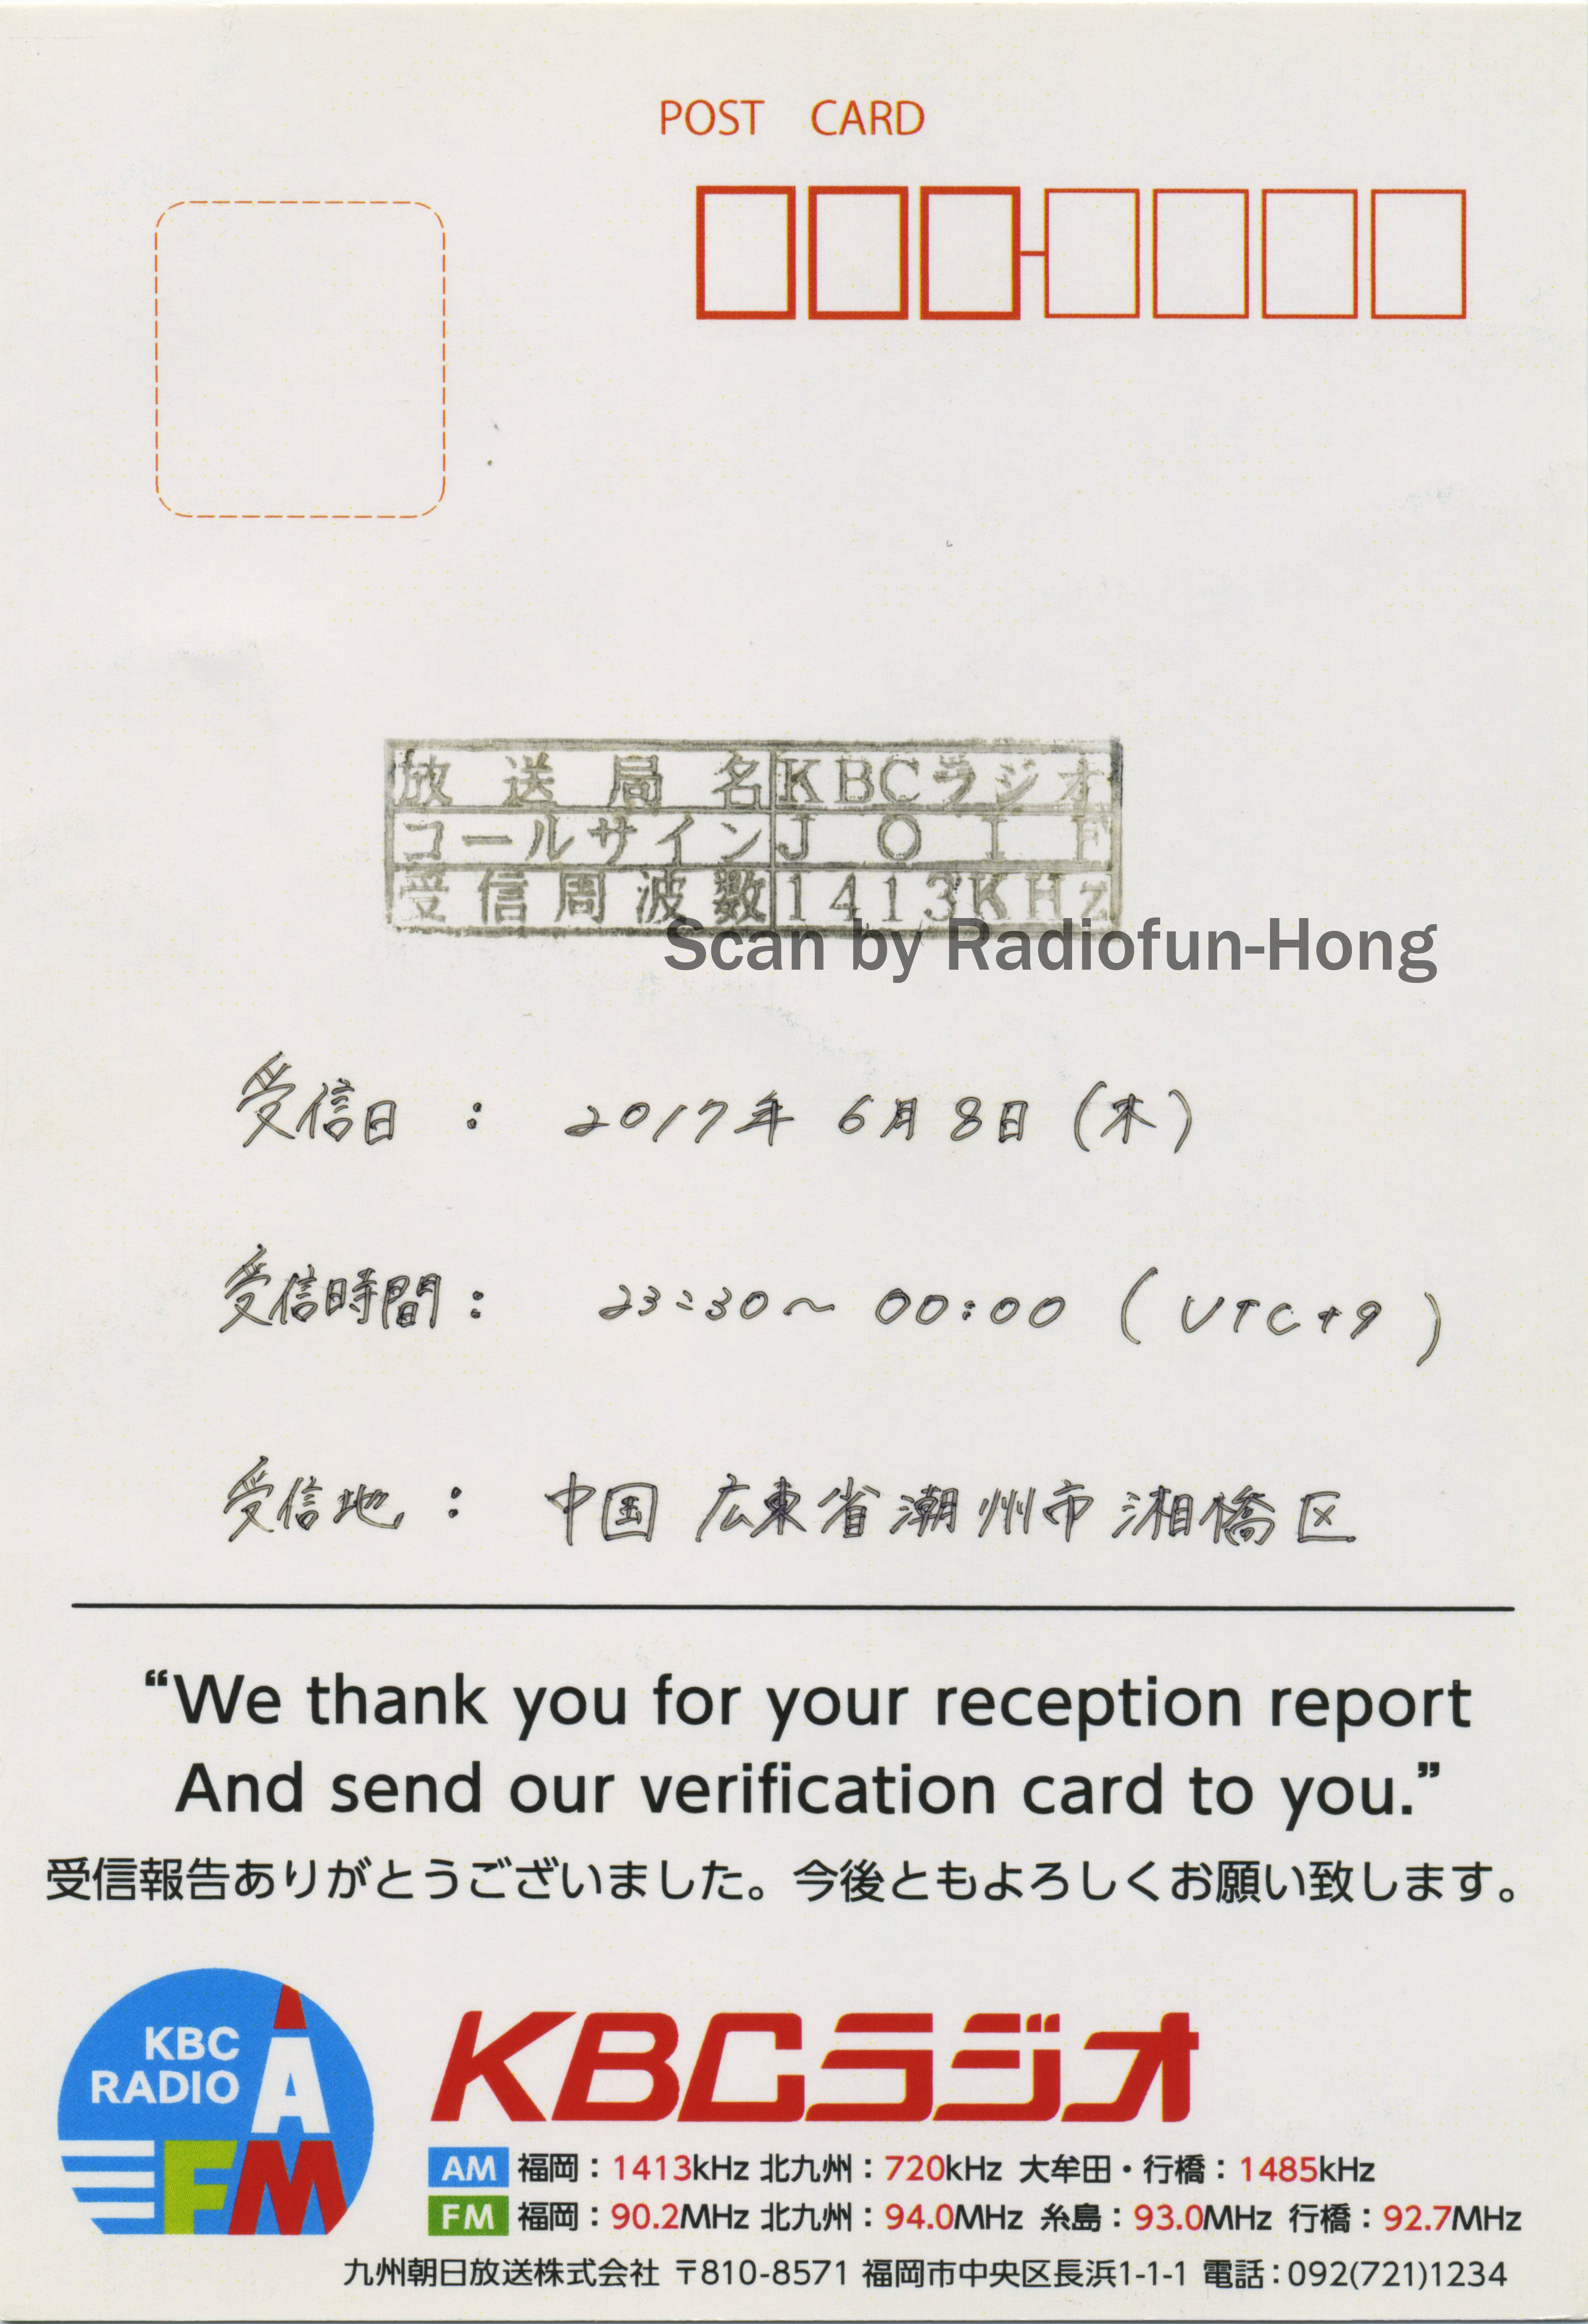 POST CARD
放送局名 KBCラジオ
コールサイン JOIF
受信周波数 1413KHz
Scan by Radiofun-Hong
受信日 : 2017年 6月 8日 (木)
受信時間 : 23:30～00:00 (UTC+9)
受信地 : 中国 広東省潮州市湘橋区
“We thank you for your reception report
And send our verification card to you.”
受信報告ありがとうございました。今後ともよろしくお願い致します。
KBC
RADIO
A
FM
KBCラジオ
AM 福岡：1413kHz 北九州：720kHz 大牟田・行橋：1485kHz
FM 福岡：90.2MHz 北九州：94.0MHz 糸島：93.0MHz 行橋：92.7MHz
九州朝日放送株式会社 〒810-8571 福岡市中央区長浜1-1-1 電話：092(721)1234